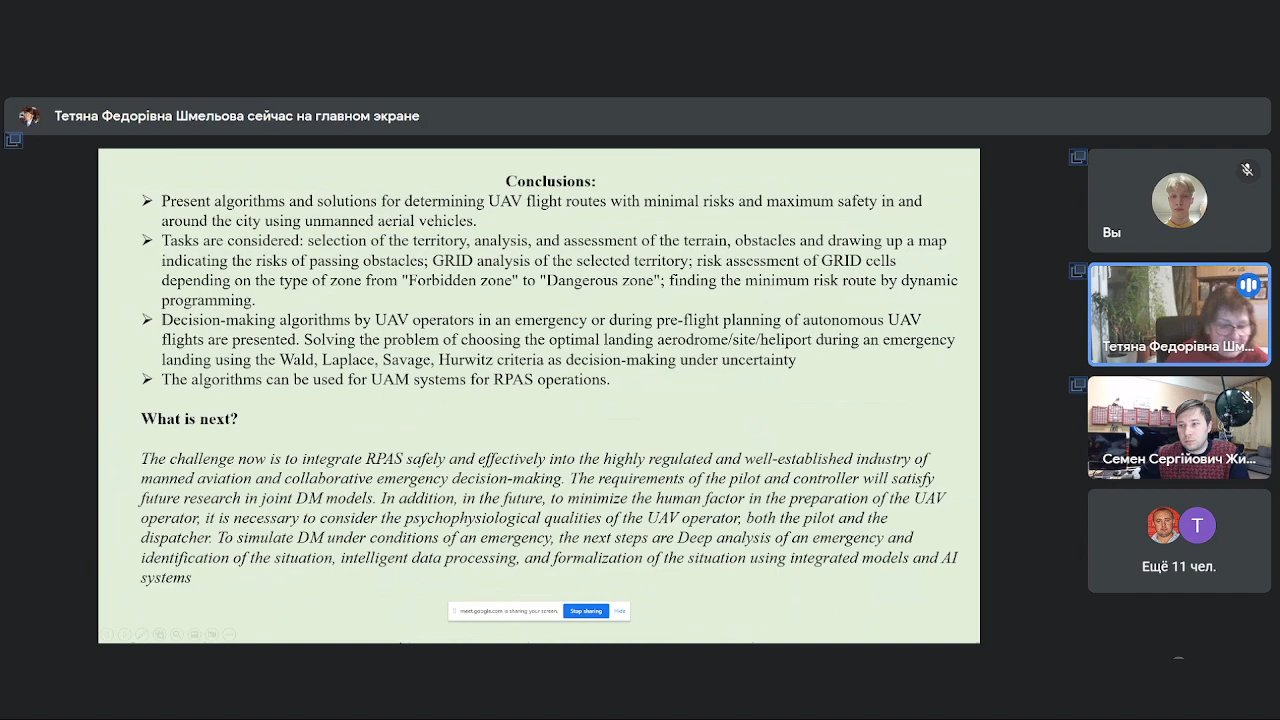 Тетяна Федорівна Шмельова сейчас на главном экране
Conclusions:
➢ Present algorithms and solutions for determining UAV flight routes with minimal risks and maximum safety in and
around the city using unmanned aerial vehicles.
➢ Tasks are considered: selection of the territory, analysis, and assessment of the terrain, obstacles and drawing up a map
indicating the risks of passing obstacles; GRID analysis of the selected territory; risk assessment of GRID cells
depending on the type of zone from "Forbidden zone" to "Dangerous zone"; finding the minimum risk route by dynamic
programming.
➢ Decision-making algorithms by UAV operators in an emergency or during pre-flight planning of autonomous UAV
flights are presented. Solving the problem of choosing the optimal landing aerodrome/site/heliport during an emergency
landing using the Wald, Laplace, Savage, Hurwitz criteria as decision-making under uncertainty
➢ The algorithms can be used for UAM systems for RPAS operations.
What is next?
The challenge now is to integrate RPAS safely and effectively into the highly regulated and well-established industry of
manned aviation and collaborative emergency decision-making. The requirements of the pilot and controller will satisfy
future research in joint DM models. In addition, in the future, to minimize the human factor in the preparation of the UAV
operator, it is necessary to consider the psychophysiological qualities of the UAV operator, both the pilot and the
dispatcher. To simulate DM under conditions of an emergency, the next steps are Deep analysis of an emergency and
identification of the situation, intelligent data processing, and formalization of the situation using integrated models and AI
systems
meet.google.com is sharing your screen.
Stop sharing
Hide
Вы
Тетяна Федорівна Шм...
Семен Сергійович Жи...
T
Ещё 11 чел.